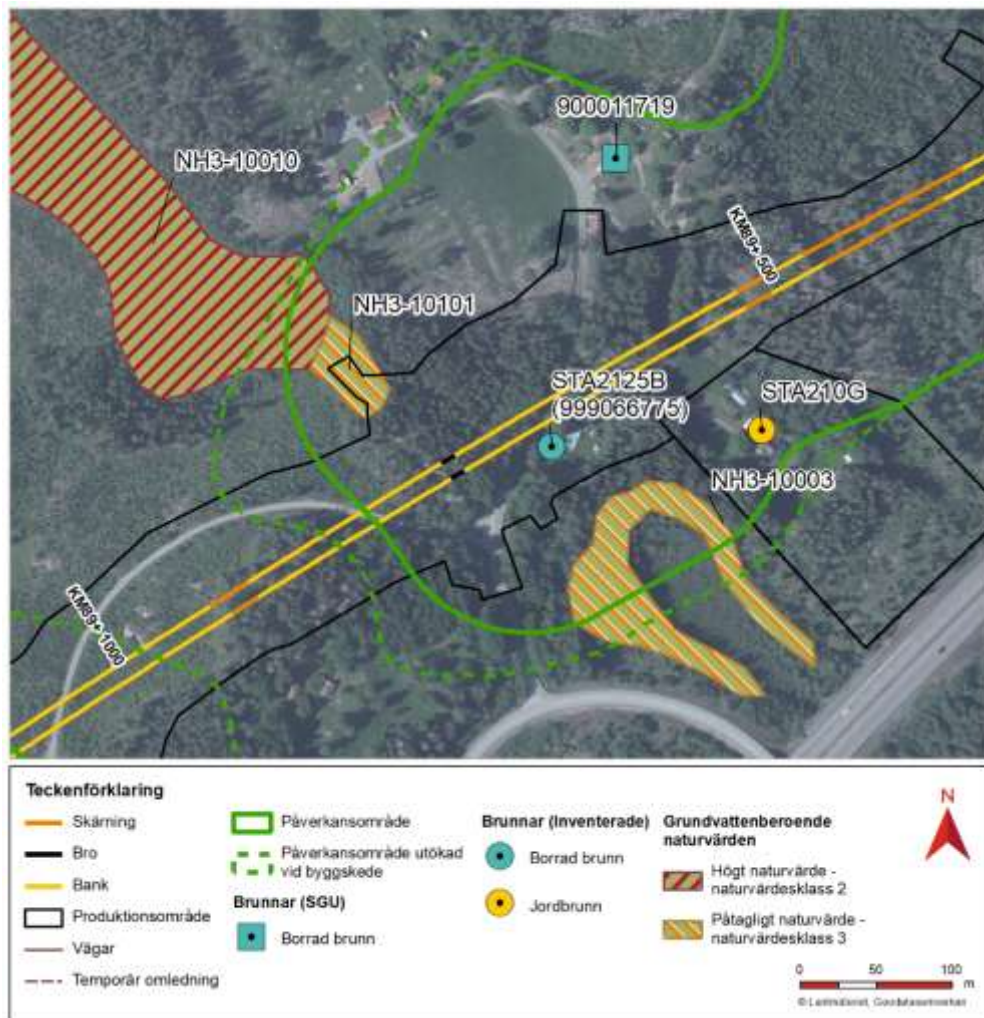 900011719
NH3-10010
KM89+ 500
NH3-10101
STA2125B
(999066775)
STA210G
NH3-10003
KM89+ 1000
Teckenförklaring
Skärning
Bro
Bank
Produktionsområde
Vägar
Temporär omledning
Påverkansområde
Påverkansområde utökad
vid byggskede
Brunnar (SGU)
Borrad brunn
Brunnar (Inventerade)
Borrad brunn
Jordbrunn
Grundvattenberoende
naturvärden
Högt naturvärde -
naturvärdesklass 2
Påtagligt naturvärde -
naturvärdesklass 3
N
0 50 100
m
© Lantmäteriet, Geodatasamverkan